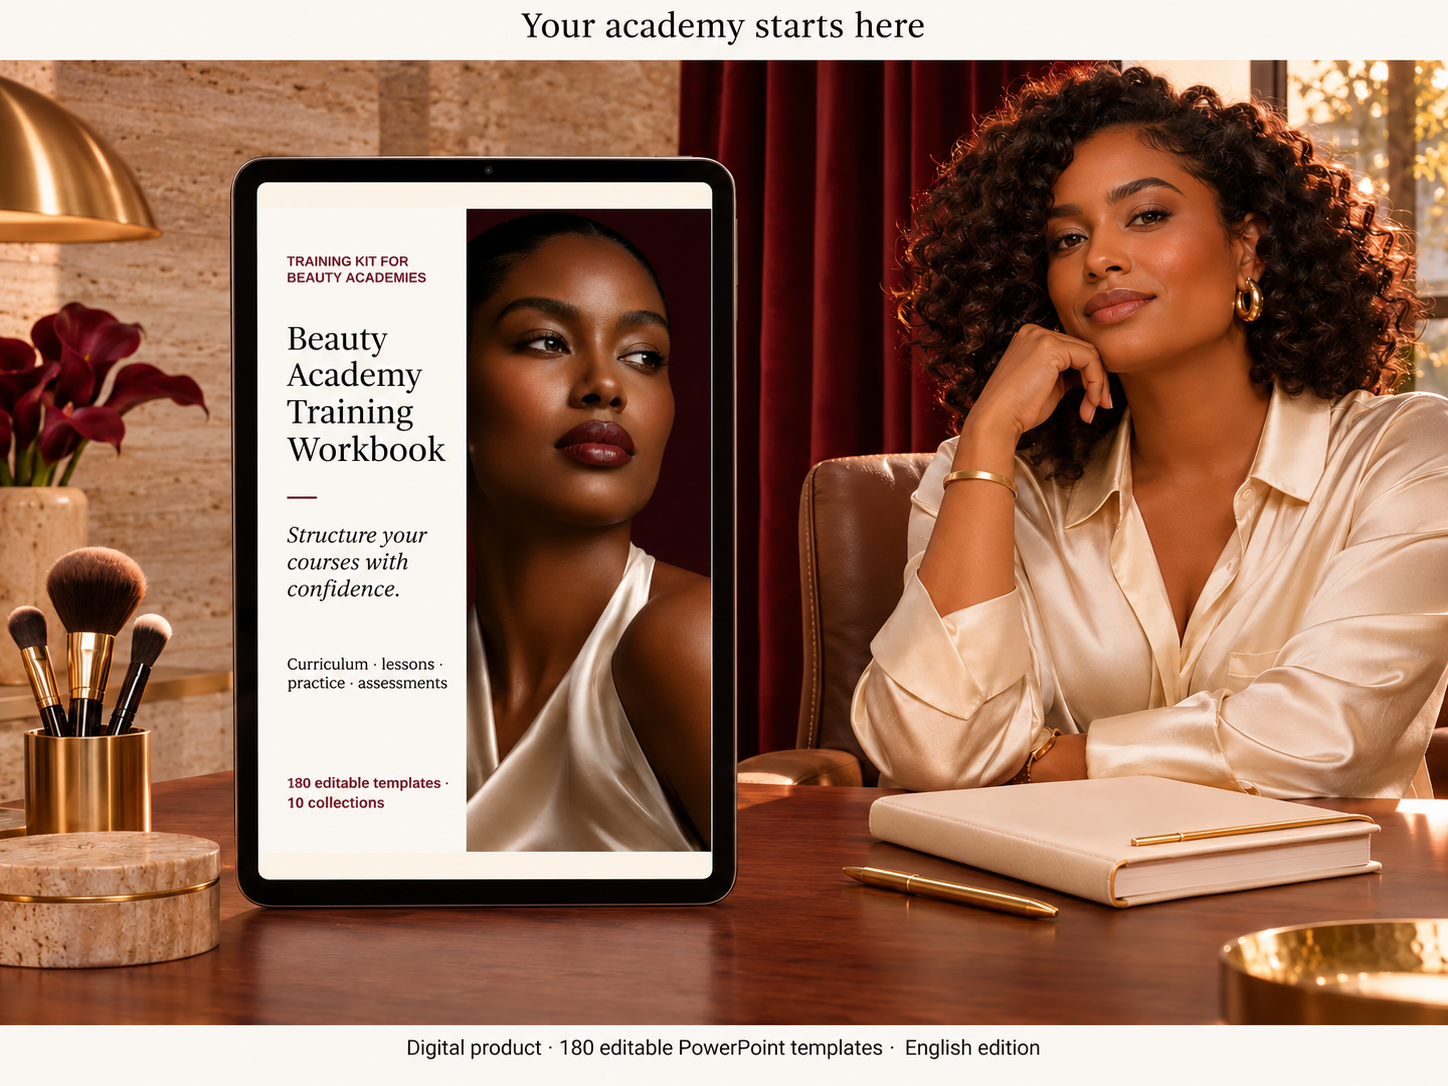 Your academy starts here
TRAINING KIT FOR
BEAUTY ACADEMIES
Beauty
Academy
Training
Workbook
Structure your
courses with
confidence.
Curriculum · lessons ·
practice · assessments
180 editable templates ·
10 collections
Digital product · 180 editable PowerPoint templates · English edition